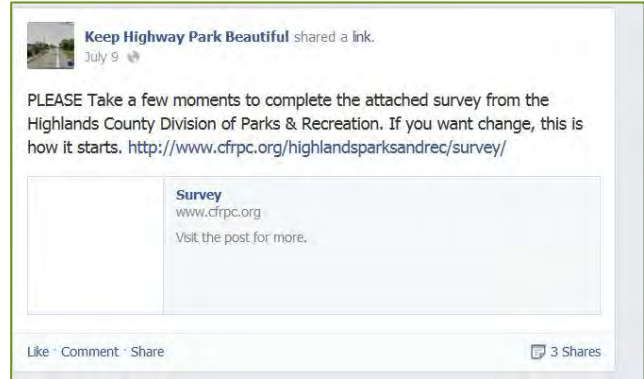 Keep Highway Park Beautiful shared a link.
July 9
PLEASE Take a few moments to complete the attached survey from the
Highlands County Division of Parks & Recreation. If you want change, this is
how it starts. http://www.cfrpc.org/highlandsparksandrec/survey/
Survey
www.cfrpc.org
Visit the post for more.
Like · Comment · Share
3 Shares